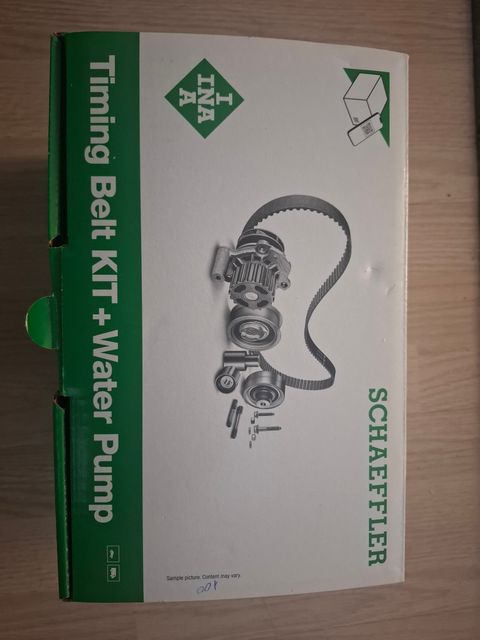 I
INA
A
SCHAEFFLER
Sample picture. Content may vary.
Timing Belt KIT + Water Pump